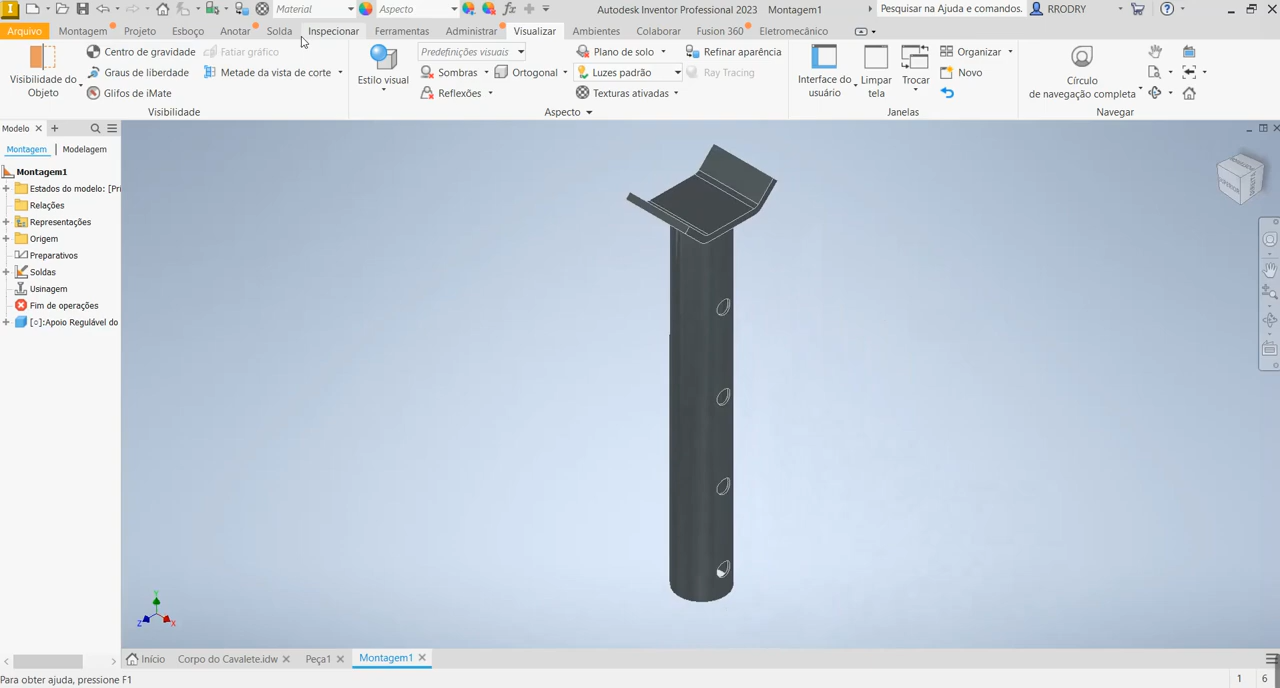 Material
Aspecto
Autodesk Inventor Professional 2023 Montagem1
Pesquisar na Ajuda e comandos.
RRODRY
Arquivo Montagem Projeto Esboço Anotar Solda Inspecionar Ferramentas Administrar Visualizar Ambientes Colaborar Fusion 360 Eletromecânico
Visibilidade do
Objeto
Centro de gravidade
Graus de liberdade
Glifos de iMate
Fatiar gráfico
Metade da vista de corte
Visibilidade
Estilo visual
Predefinições visuais
Sombras
Reflexões
Ortogonal
Plano de solo
Luzes padrão
Texturas ativadas
Refinar aparência
Ray Tracing
Aspecto
Interface do
usuário
Limpar
tela
Trocar
Organizar
Novo
Janelas
Círculo
de navegação completa
Navegar
Modelo
Montagem Modelagem
Montagem1
Estados do modelo: [Pri
Relações
Representações
Origem
Preparativos
Soldas
Usinagem
Fim de operações
[○]:Apoio Regulável do
SUPERIOR
DIREITA
Y
Z
X
Início Corpo do Cavalete.idw Peça1 Montagem1
Para obter ajuda, pressione F1
1 6